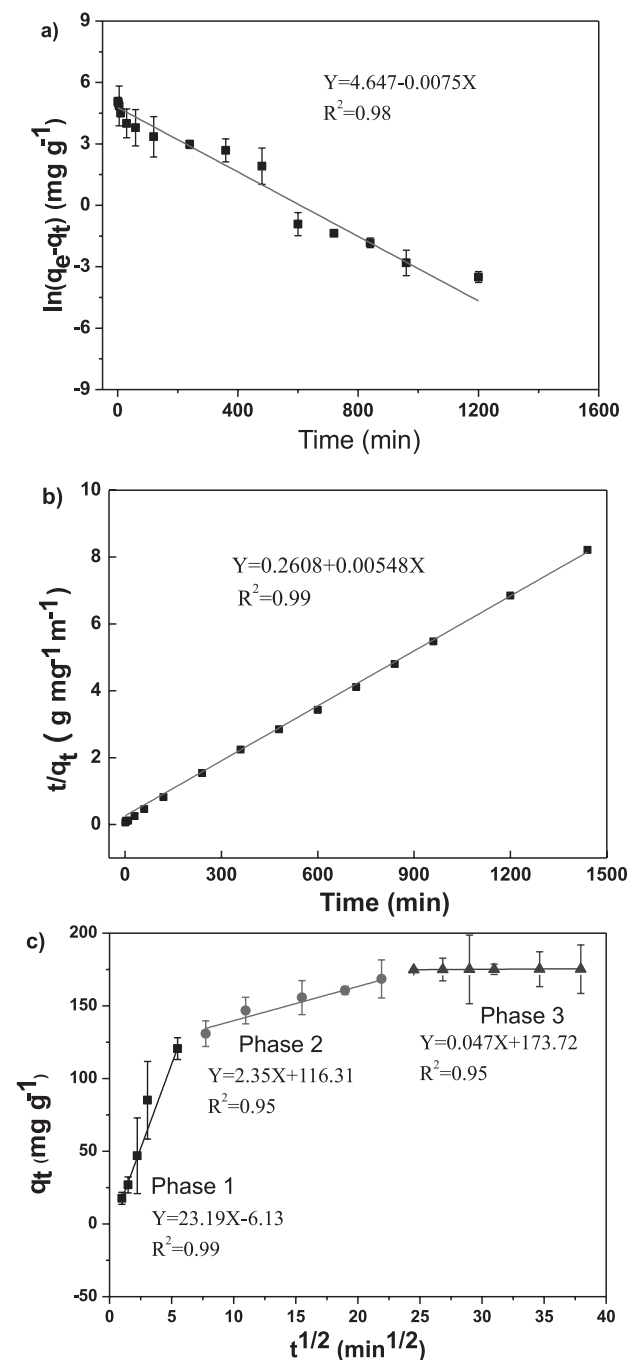 a)
9
6
3
0
-3
-6
-9
ln(qe-qt) (mg g-1)
Y=4.647-0.0075X
R2=0.98
0 400 800 1200 1600
Time (min)
b)
10
8
6
4
2
0
t/qt ( g mg-1 m-1)
Y=0.2608+0.00548X
R2=0.99
0 300 600 900 1200 1500
Time (min)
c)
200
150
100
50
0
-50
qt (mg g-1)
Phase 1
Y=23.19X-6.13
R2=0.99
Phase 2
Y=2.35X+116.31
R2=0.95
Phase 3
Y=0.047X+173.72
R2=0.95
0 5 10 15 20 25 30 35 40
t1/2 (min1/2)